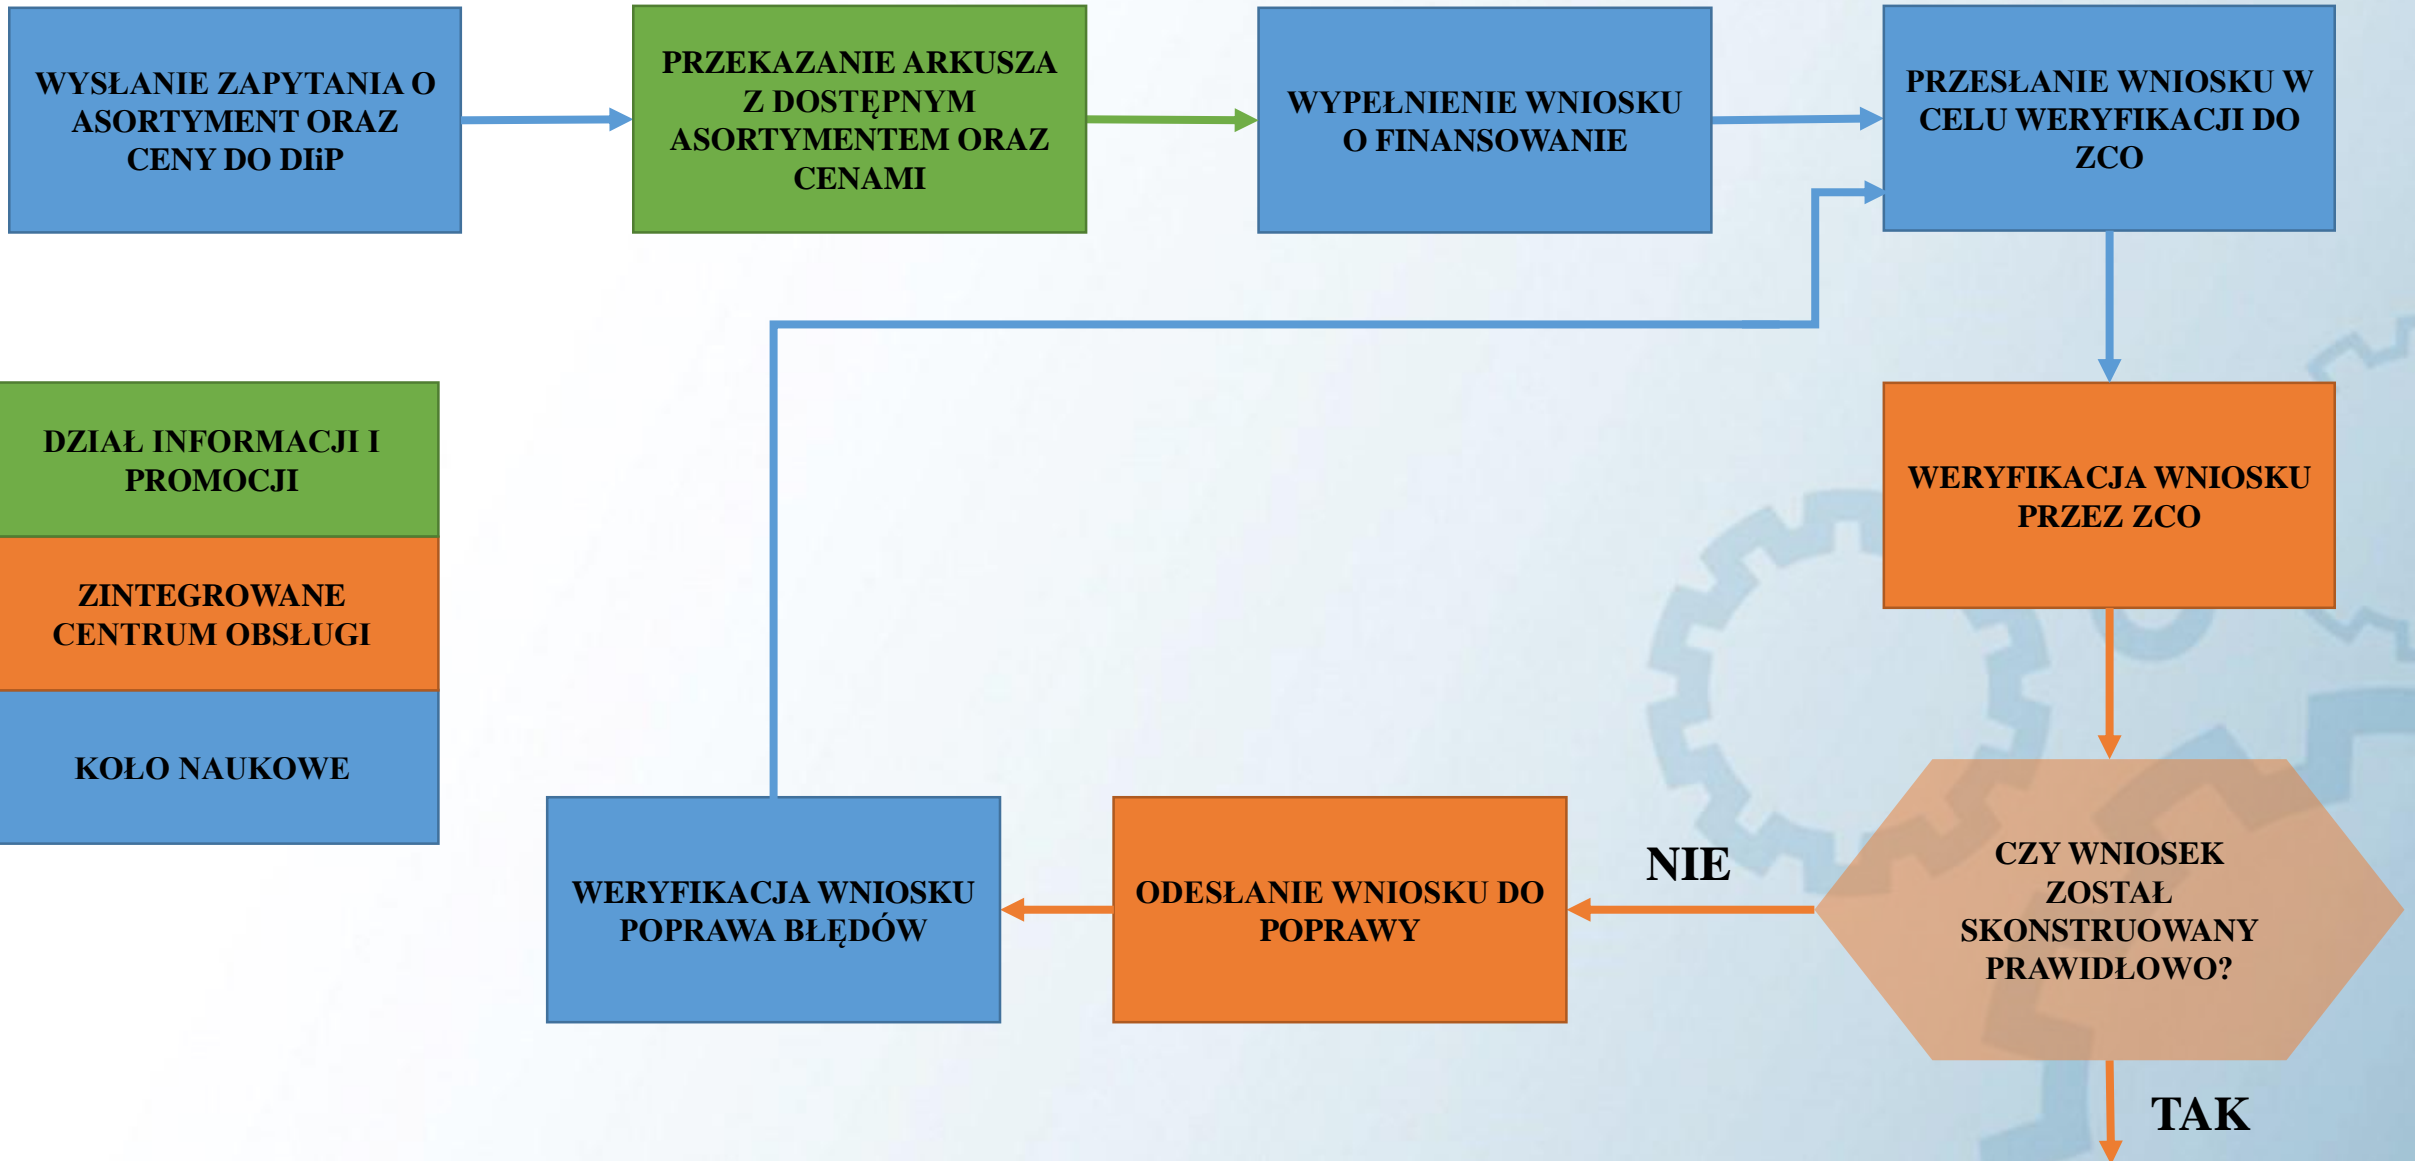 WYSŁANIE ZAPYTANIA O
ASORTYMENT ORAZ
CENY DO DIiP
PRZEKAZANIE ARKUSZA
Z DOSTĘPNYM
ASORTYMENTEM ORAZ
CENAMI
WYPEŁNIENIE WNIOSKU
O FINANSOWANIE
PRZESŁANIE WNIOSKU W
CELU WERYFIKACJI DO
ZCO
DZIAŁ INFORMACJI I
PROMOCJI
ZINTEGROWANE
CENTRUM OBSŁUGI
KOŁO NAUKOWE
WERYFIKACJA WNIOSKU
PRZEZ ZCO
CZY WNIOSEK
ZOSTAŁ
SKONSTRUOWANY
PRAWIDŁOWO?
NIE
ODESŁANIE WNIOSKU DO
POPRAWY
WERYFIKACJA WNIOSKU
POPRAWA BŁĘDÓW
TAK